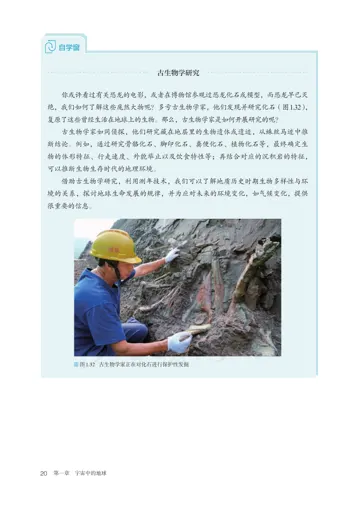 自学窗
古生物学研究
你或许看过有关恐龙的电影，或者在博物馆参观过恐龙化石或模型，而恐龙早已灭
绝，我们如何了解这些庞然大物呢？多亏古生物学家，他们发现并研究化石（图1.32），
复原了这些曾经生活在地球上的生物。那么，古生物学家是如何开展研究的呢？
古生物学家如同侦探，他们研究藏在地层里的生物遗体或遗迹，从蛛丝马迹中推
断结论。例如，通过研究骨骼化石、脚印化石、粪便化石、植物化石等，最终确定生
物的体形特征、行走速度、外貌举止以及饮食特性等；再结合对应的沉积岩的特征，
可以推断生物生存时代的地理环境。
借助古生物学研究，利用测年技术，我们可以了解地质历史时期生物多样性与环
境的关系，探讨地球生命发展的规律，并为应对未来的环境变化，如气候变化，提供
很重要的信息。
图1.32 古生物学家正在对化石进行保护性发掘
20 第一章 宇宙中的地球